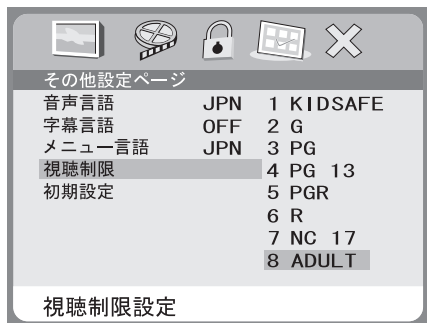 その他設定ページ
音声言語 JPN 1 KIDSAFE
字幕言語 OFF 2 G
メニュー言語 JPN 3 PG
視聴制限 4 PG 13
初期設定 5 PGR
6 R
7 NC 17
8 ADULT
視聴制限設定